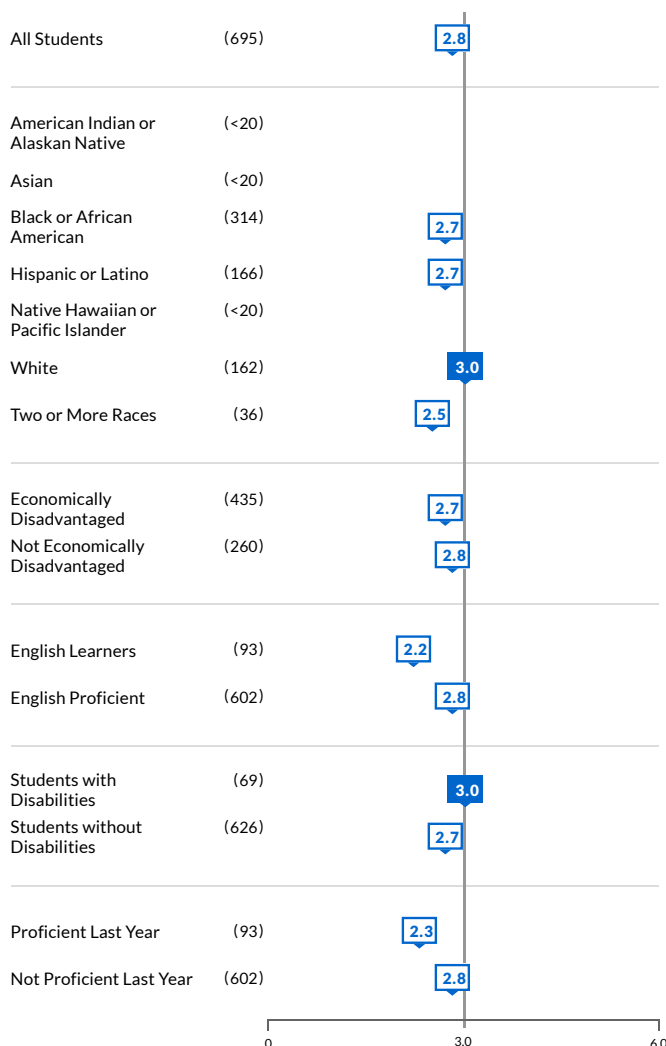 All Students (695) 2.8
American Indian or (<20)
Alaskan Native
Asian (<20)
Black or African (314)
American 2.7
Hispanic or Latino (166) 2.7
Native Hawaiian or (<20)
Pacific Islander
White (162) 3.0
Two or More Races (36) 2.5
Economically (435)
Disadvantaged 2.7
Not Economically (260) 2.8
Disadvantaged
English Learners (93) 2.2
English Proficient (602) 2.8
Students with (69) 3.0
Disabilities
Students without (626) 2.7
Disabilities
Proficient Last Year (93) 2.3
Not Proficient Last Year (602) 2.8
0 3.0 6.0